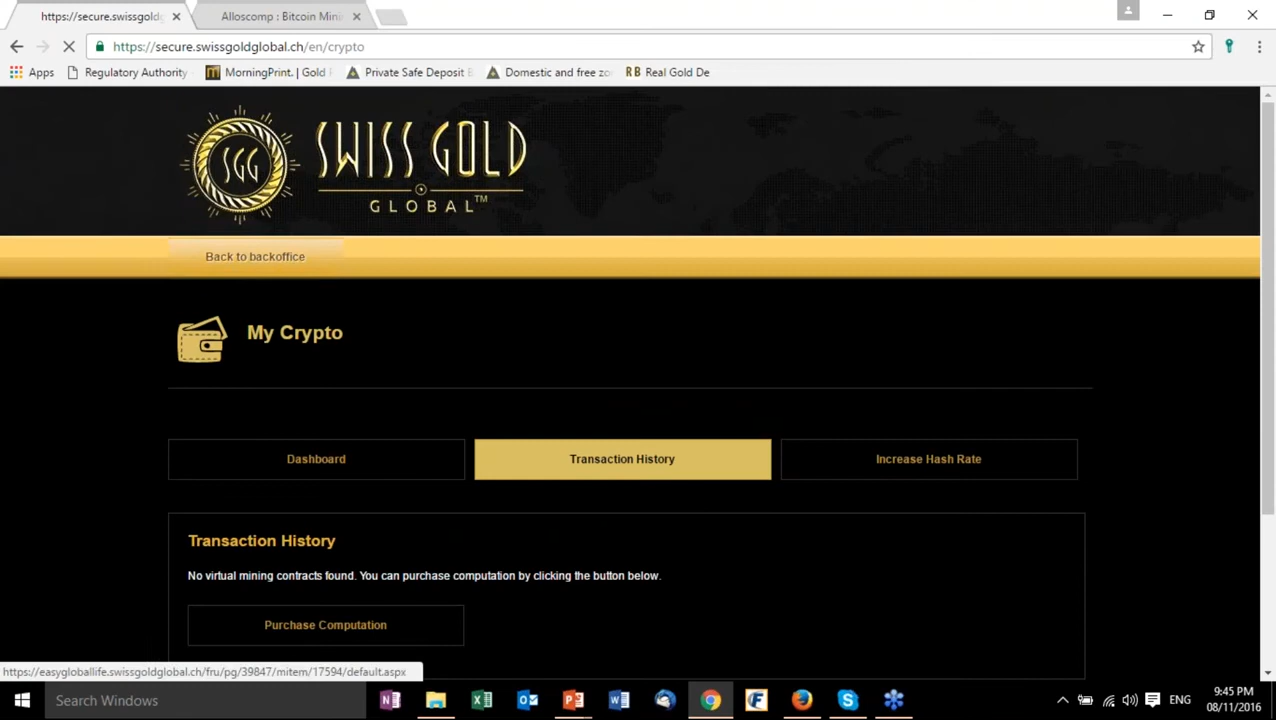 https://secure.swissgold
Alloscomp : Bitcoin Mini
https://secure.swissgoldglobal.ch/en/crypto
Apps
Regulatory Authority
MorningPrint. | Gold
Private Safe Deposit
Domestic and free zo
RB Real Gold De
SGG
SWISS GOLD
GLOBAL™
Back to backoffice
My Crypto
Dashboard
Transaction History
Increase Hash Rate
Transaction History
No virtual mining contracts found. You can purchase computation by clicking the button below.
Purchase Computation
https://easygloballife.swissgoldglobal.ch/fru/pg/39847/mitem/17594/default.aspx
Search Windows
ENG
9:45 PM
08/11/2016